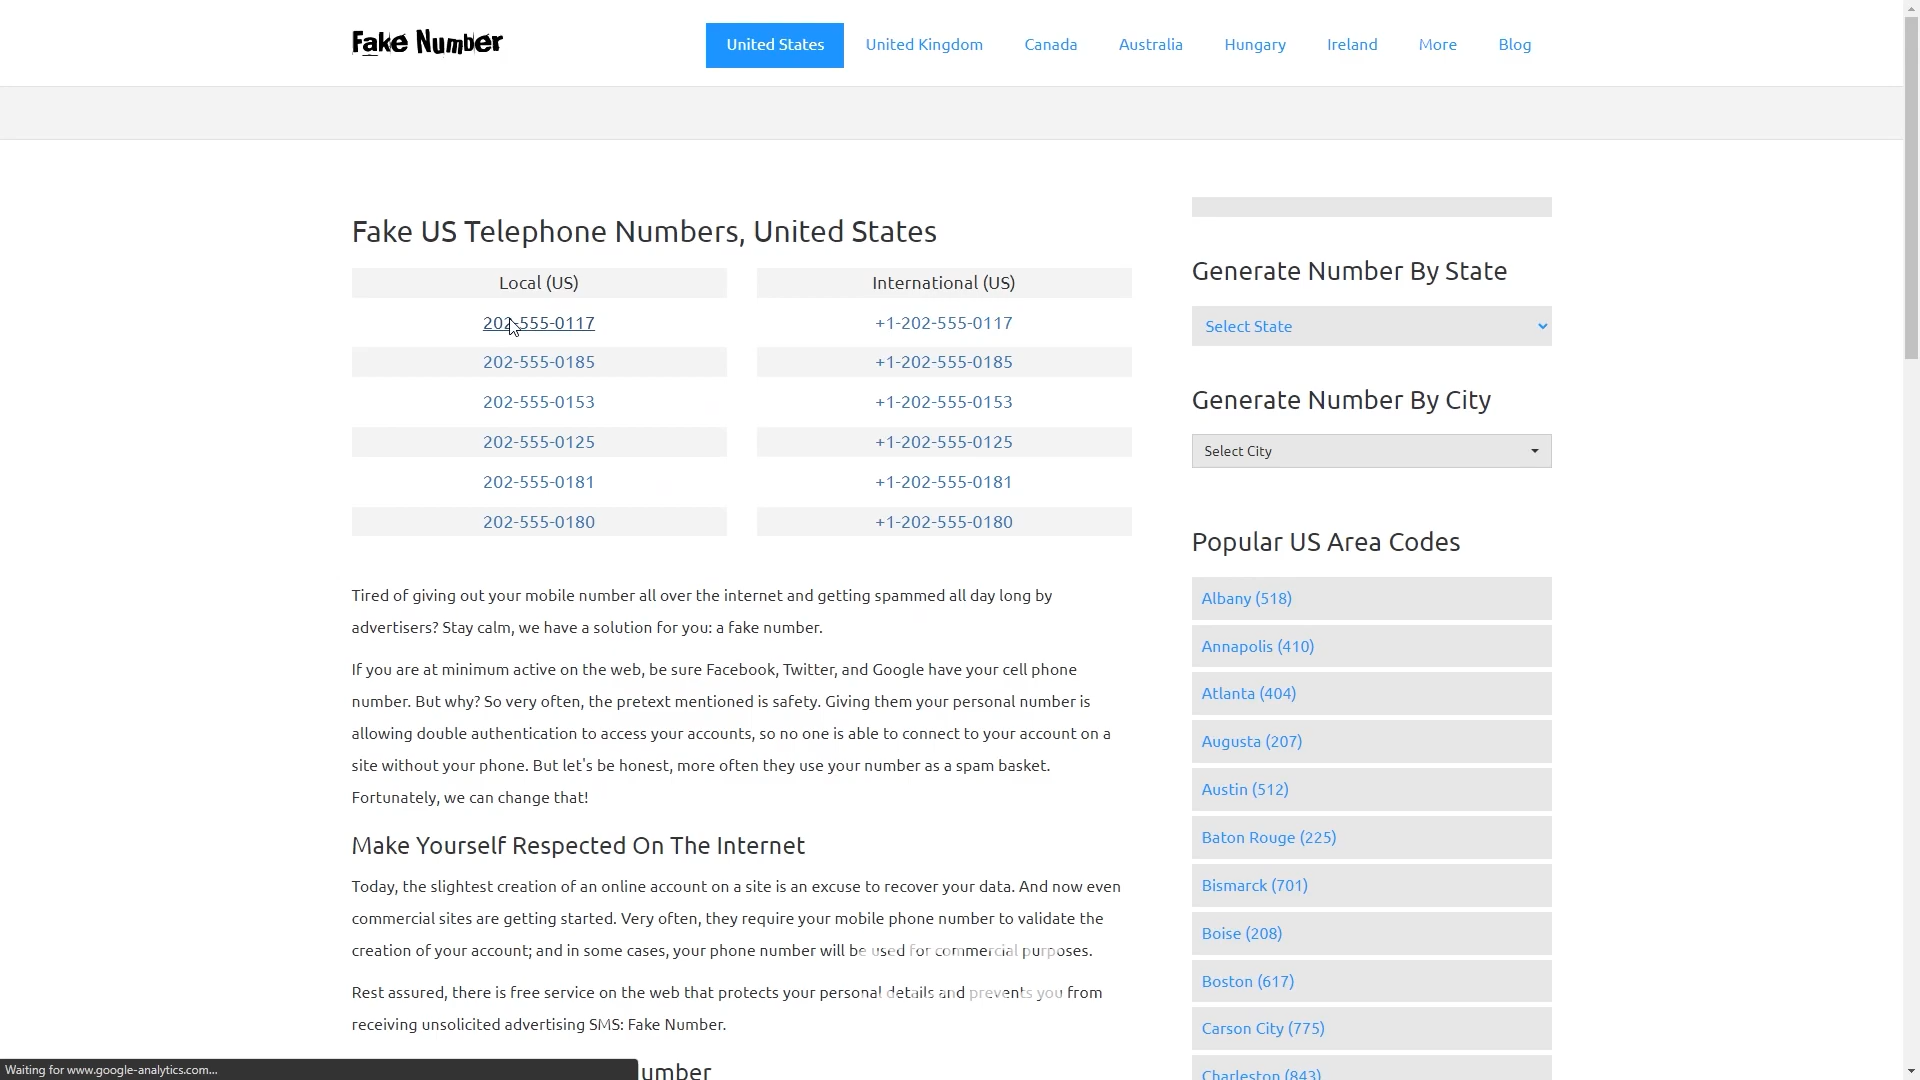 Fake Number
United States United Kingdom Canada Australia Hungary Ireland More Blog
Fake US Telephone Numbers, United States
Local (US) International (US)
202-555-0117 +1-202-555-0117
202-555-0185 +1-202-555-0185
202-555-0153 +1-202-555-0153
202-555-0125 +1-202-555-0125
202-555-0181 +1-202-555-0181
202-555-0180 +1-202-555-0180
Tired of giving out your mobile number all over the internet and getting spammed all day long by
advertisers? Stay calm, we have a solution for you: a fake number.
If you are at minimum active on the web, be sure Facebook, Twitter, and Google have your cell phone
number. But why? So very often, the pretext mentioned is safety. Giving them your personal number is
allowing double authentication to access your accounts, so no one is able to connect to your account on a
site without your phone. But let's be honest, more often they use your number as a spam basket.
Fortunately, we can change that!
Make Yourself Respected On The Internet
Today, the slightest creation of an online account on a site is an excuse to recover your data. And now even
commercial sites are getting started. Very often, they require your mobile phone number to validate the
creation of your account; and in some cases, your phone number will be used for commercial purposes.
Rest assured, there is free service on the web that protects your personal details and prevents you from
receiving unsolicited advertising SMS: Fake Number.
umber
Generate Number By State
Select State
Generate Number By City
Select City
Popular US Area Codes
Albany (518)
Annapolis (410)
Atlanta (404)
Augusta (207)
Austin (512)
Baton Rouge (225)
Bismarck (701)
Boise (208)
Boston (617)
Carson City (775)
Charleston (843)
Waiting for www.google-analytics.com...